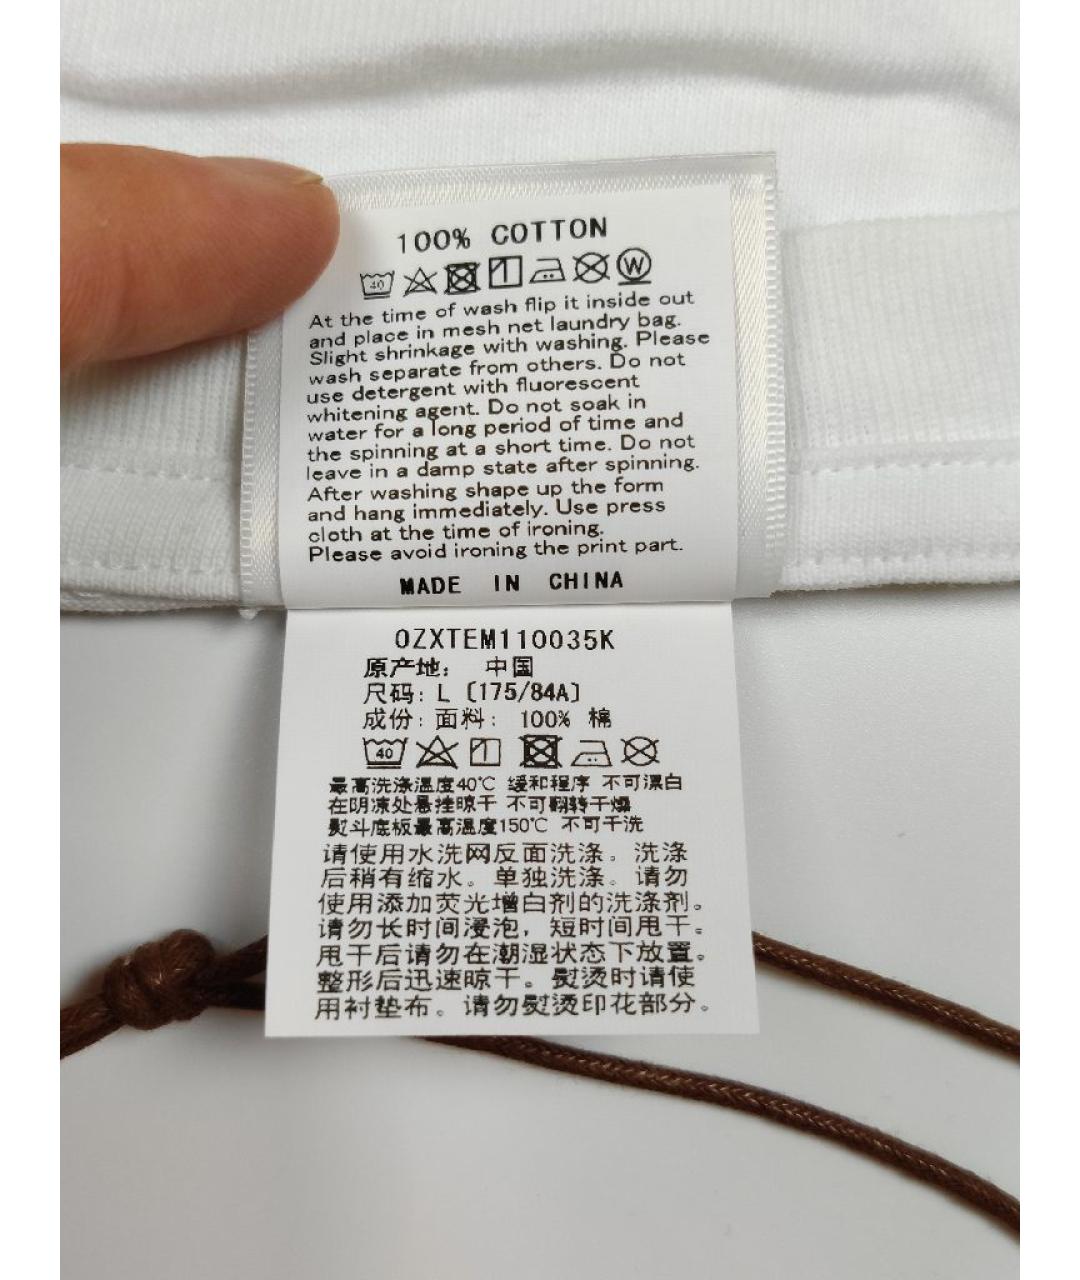 100% COTTON
40 W
At the time of wash flip it inside out
and place in mesh net laundry bag.
Slight shrinkage with washing. Please
wash separate from others. Do not
use detergent with fluorescent
whitening agent. Do not soak in
water for a long period of time and
the spinning at a short time. Do not
leave in a damp state after spinning.
After washing shape up the form
and hang immediately. Use press
cloth at the time of ironing.
Please avoid ironing the print part.
MADE IN CHINA
OZXTEM110035K
原产地: 中国
尺码: L (175/84A)
成份: 面料: 100% 棉
40
最高洗涤温度40℃ 缓和程序 不可漂白
在阴凉处悬挂晾干 不可翻转干燥
熨斗底板最高温度150℃ 不可干洗
请使用水洗网反面洗涤。洗涤
后稍有缩水。单独洗涤。请勿
使用添加荧光增白剂的洗涤剂。
请勿长时间浸泡，短时间甩干。
甩干后请勿在潮湿状态下放置。
整形后迅速晾干。熨烫时请使
用衬垫布。请勿熨烫印花部分。